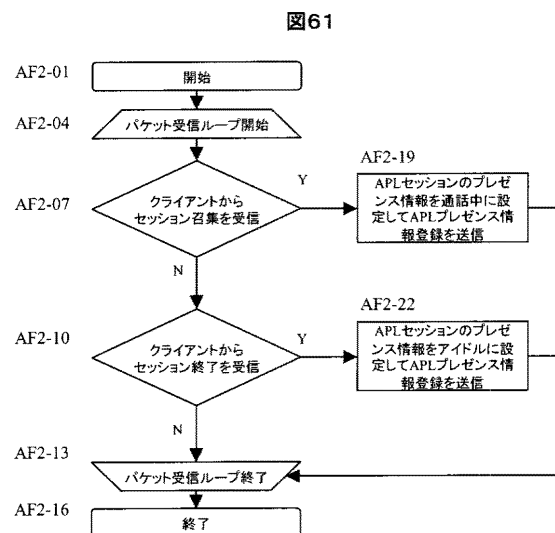 図61
AF2-01
開始
AF2-04
パケット受信ループ開始
AF2-07
クライアントから
セッション召集を受信
Y
N
AF2-19
APLセッションのプレゼ
ンス情報を通話中に設
定してAPLプレゼンス情
報登録を送信
AF2-10
クライアントから
セッション終了を受信
Y
N
AF2-22
APLセッションのプレゼ
ンス情報をアイドルに設
定してAPLプレゼンス情
報登録を送信
AF2-13
パケット受信ループ終了
AF2-16
終了